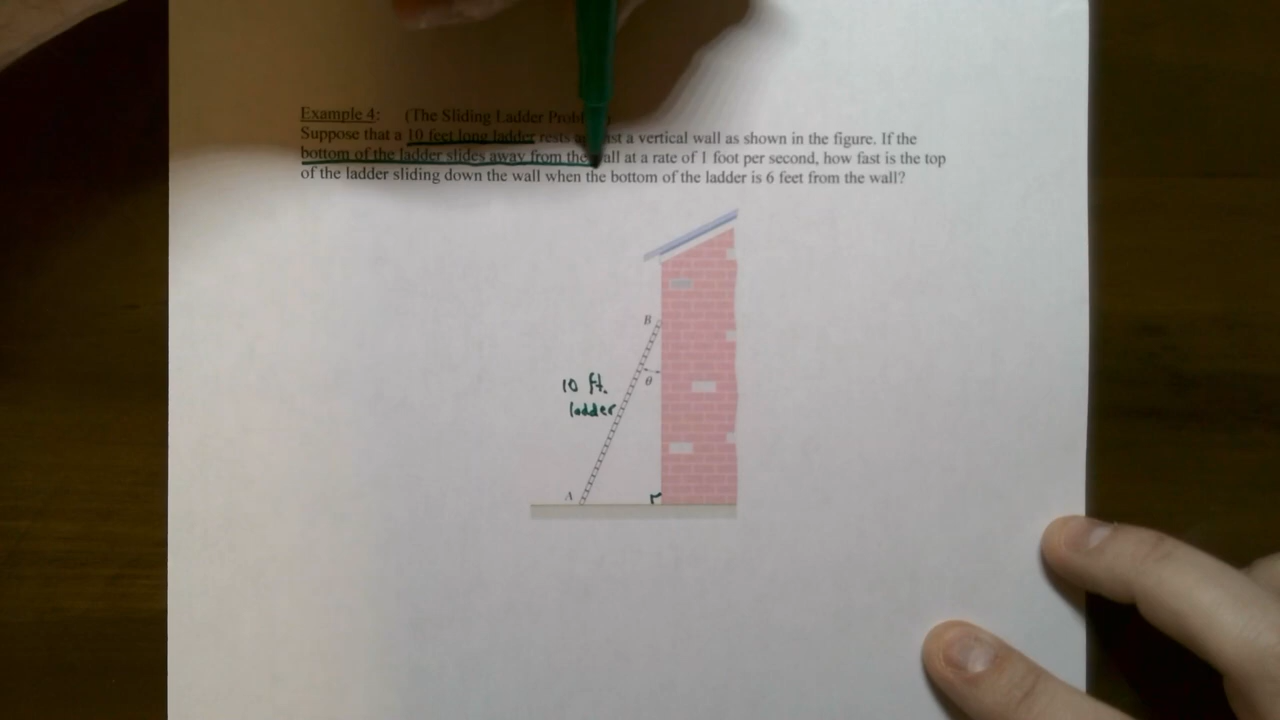 Example 4: (The Sliding Ladder
Suppose that a 10 feet long ladder rests a vertical wall as shown in the figure. If the
bottom of the ladder slides away from the at a rate of 1 foot per second, how fast is the top
of the ladder sliding down the wall when the bottom of the ladder is 6 feet from the wall?
B
10 ft.
θ
ladder
A